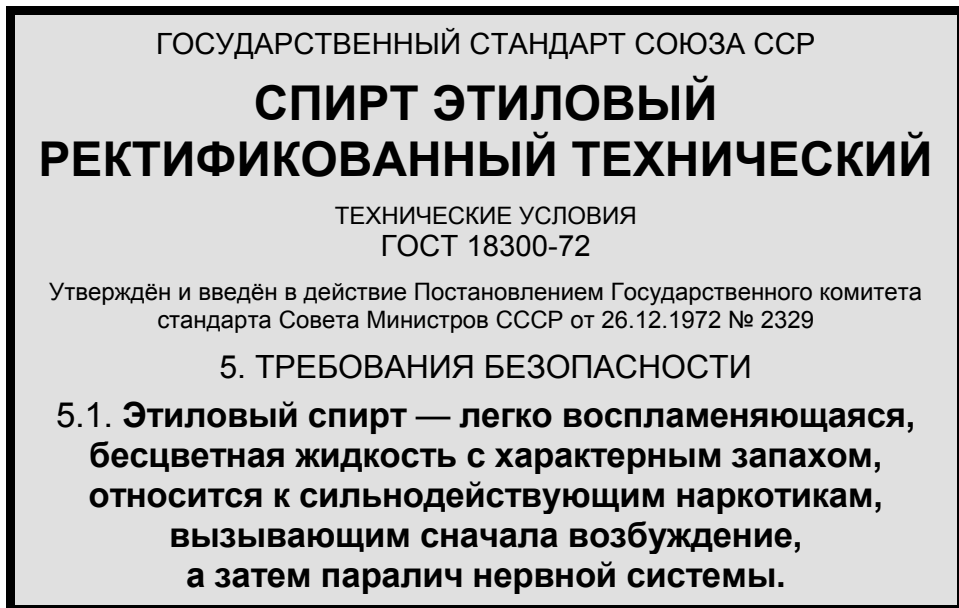 ГОСУДАРСТВЕННЫЙ СТАНДАРТ СОЮЗА ССР
СПИРТ ЭТИЛОВЫЙ
РЕКТИФИКОВАННЫЙ ТЕХНИЧЕСКИЙ
ТЕХНИЧЕСКИЕ УСЛОВИЯ
ГОСТ 18300-72
Утверждён и введён в действие Постановлением Государственного комитета
стандарта Совета Министров СССР от 26.12.1972 № 2329
5. ТРЕБОВАНИЯ БЕЗОПАСНОСТИ
5.1. Этиловый спирт — легко воспламеняющаяся,
бесцветная жидкость с характерным запахом,
относится к сильнодействующим наркотикам,
вызывающим сначала возбуждение,
а затем паралич нервной системы.